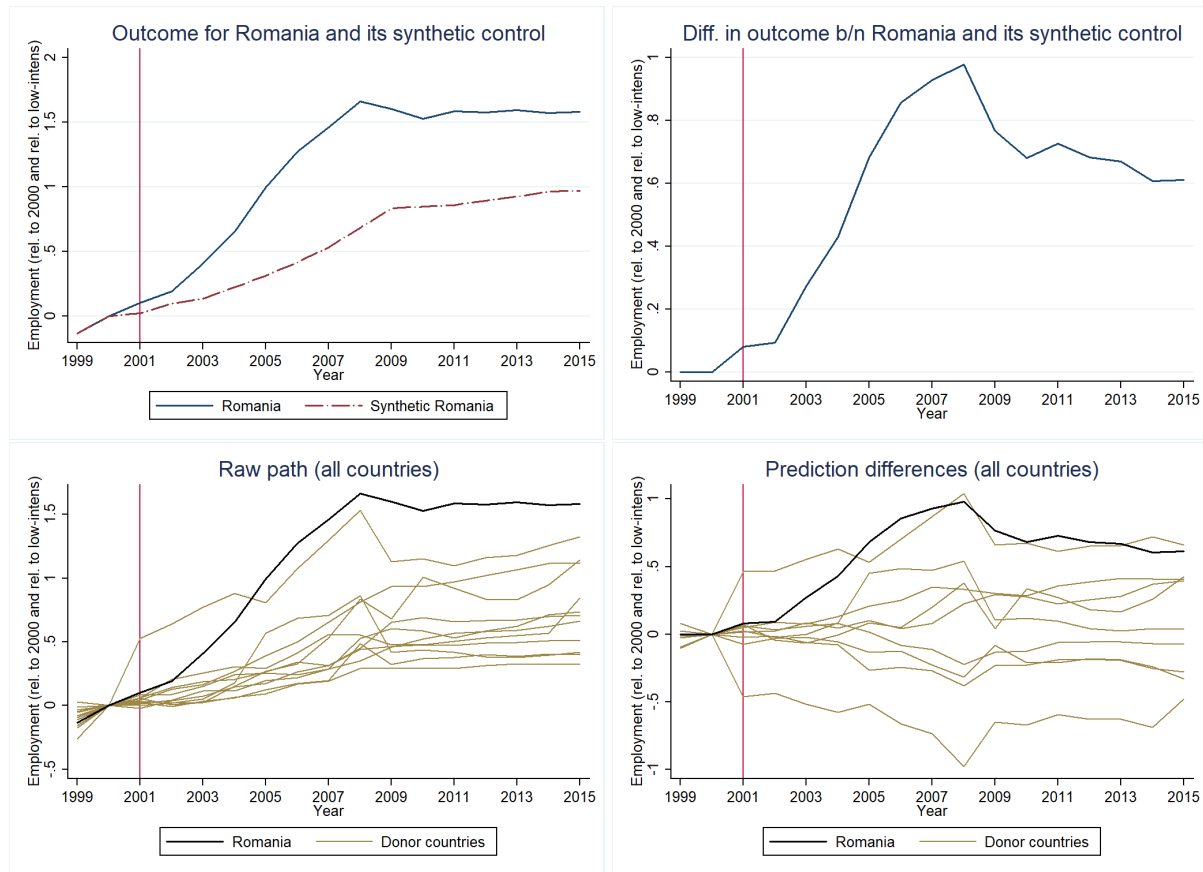 Outcome for Romania and its synthetic control
Employment (rel. to 2000 and rel. to low-intens)
2
1.5
1
.5
0
1999 2001 2003 2005 2007 2009 2011 2013 2015
Year
Romania Synthetic Romania
Diff. in outcome b/n Romania and its synthetic control
Employment (rel. to 2000 and rel. to low-intens)
1
.8
.6
.4
.2
0
1999 2001 2003 2005 2007 2009 2011 2013 2015
Year
Raw path (all countries)
Employment (rel. to 2000 and rel. to low-intens)
1.5
1
.5
0
-.5
1999 2001 2003 2005 2007 2009 2011 2013 2015
Year
Romania Donor countries
Prediction differences (all countries)
Employment (rel. to 2000 and rel. to low-intens)
1
.5
0
-.5
-1
1999 2001 2003 2005 2007 2009 2011 2013 2015
Year
Romania Donor countries